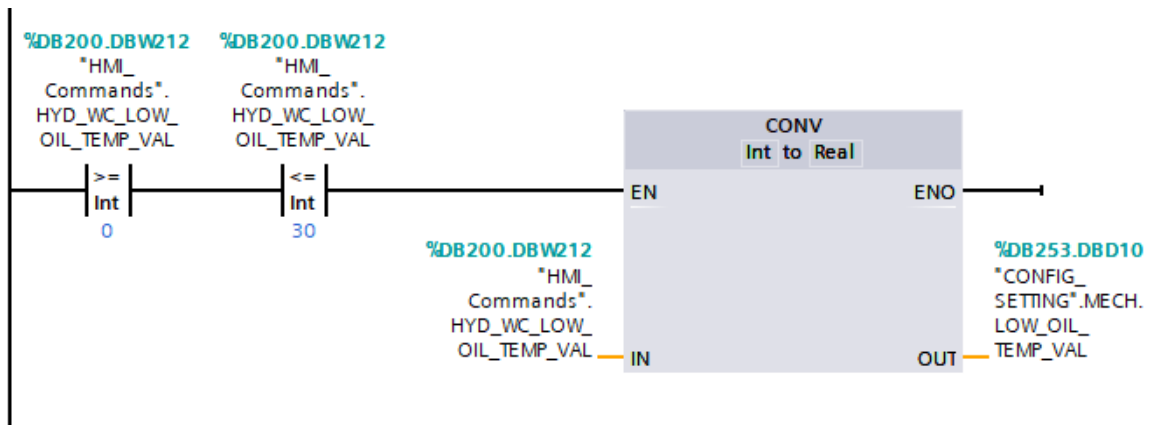 %DB200.DBW212
"HMI_
Commands".
HYD_WC_LOW_
OIL_TEMP_VAL
>=
Int
0
%DB200.DBW212
"HMI_
Commands".
HYD_WC_LOW_
OIL_TEMP_VAL
<=
Int
30
CONV
Int to Real
EN
ENO
%DB200.DBW212
"HMI_
Commands".
HYD_WC_LOW_
OIL_TEMP_VAL
IN
OUT
%DB253.DBD10
"CONFIG_
SETTING".MECH.
LOW_OIL_
TEMP_VAL